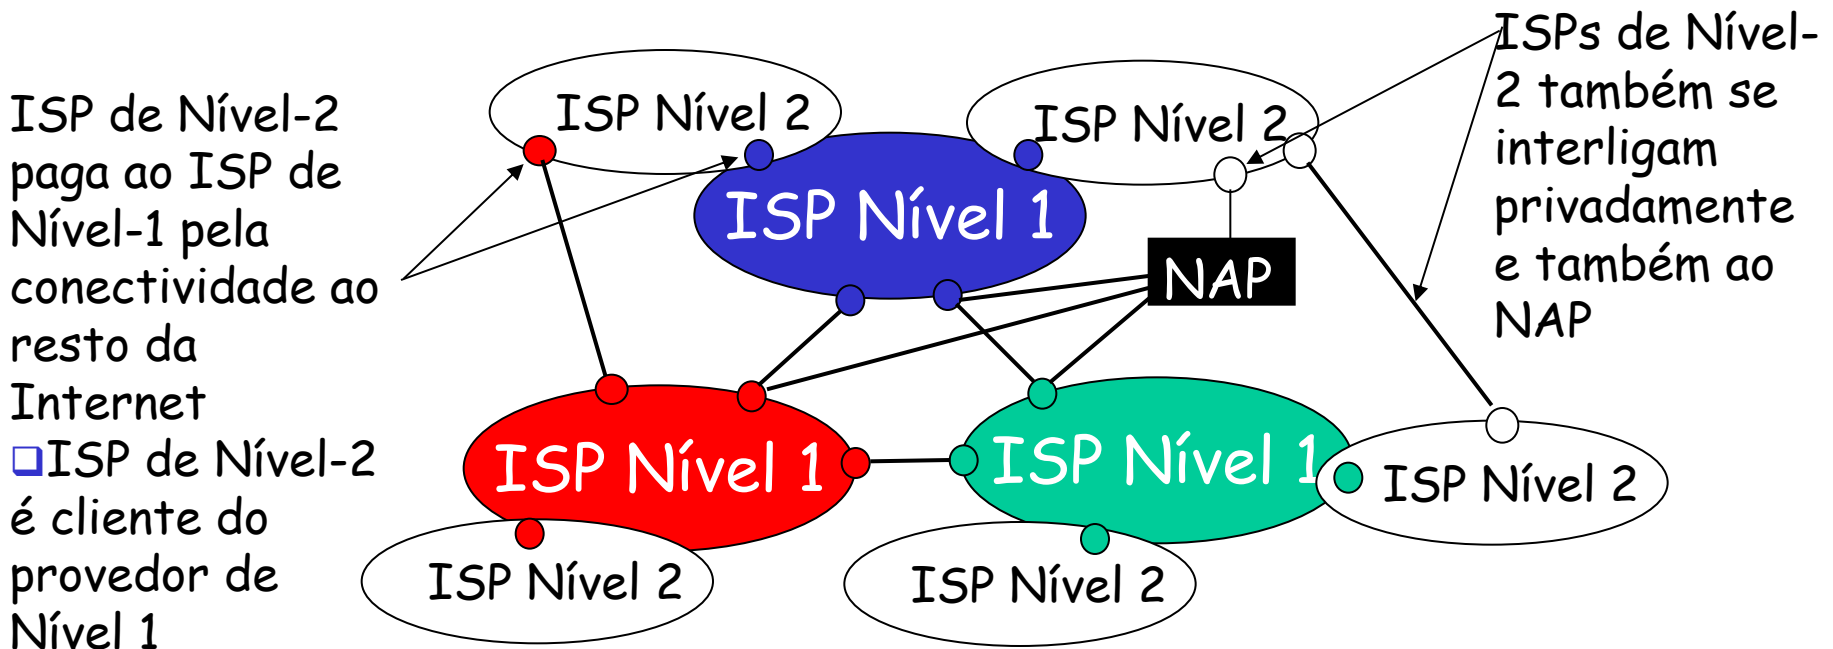 ISP de Nível-2
paga ao ISP de
Nível-1 pela
conectividade ao
resto da
Internet
❑ISP de Nível-2
é cliente do
provedor de
Nível 1
ISP Nível 2
ISP Nível 2
ISP Nível 1
NAP
ISP Nível 1
ISP Nível 1
ISP Nível 2
ISP Nível 2
ISP Nível 2
ISPs de Nível-
2 também se
interligam
privadamente
e também ao
NAP